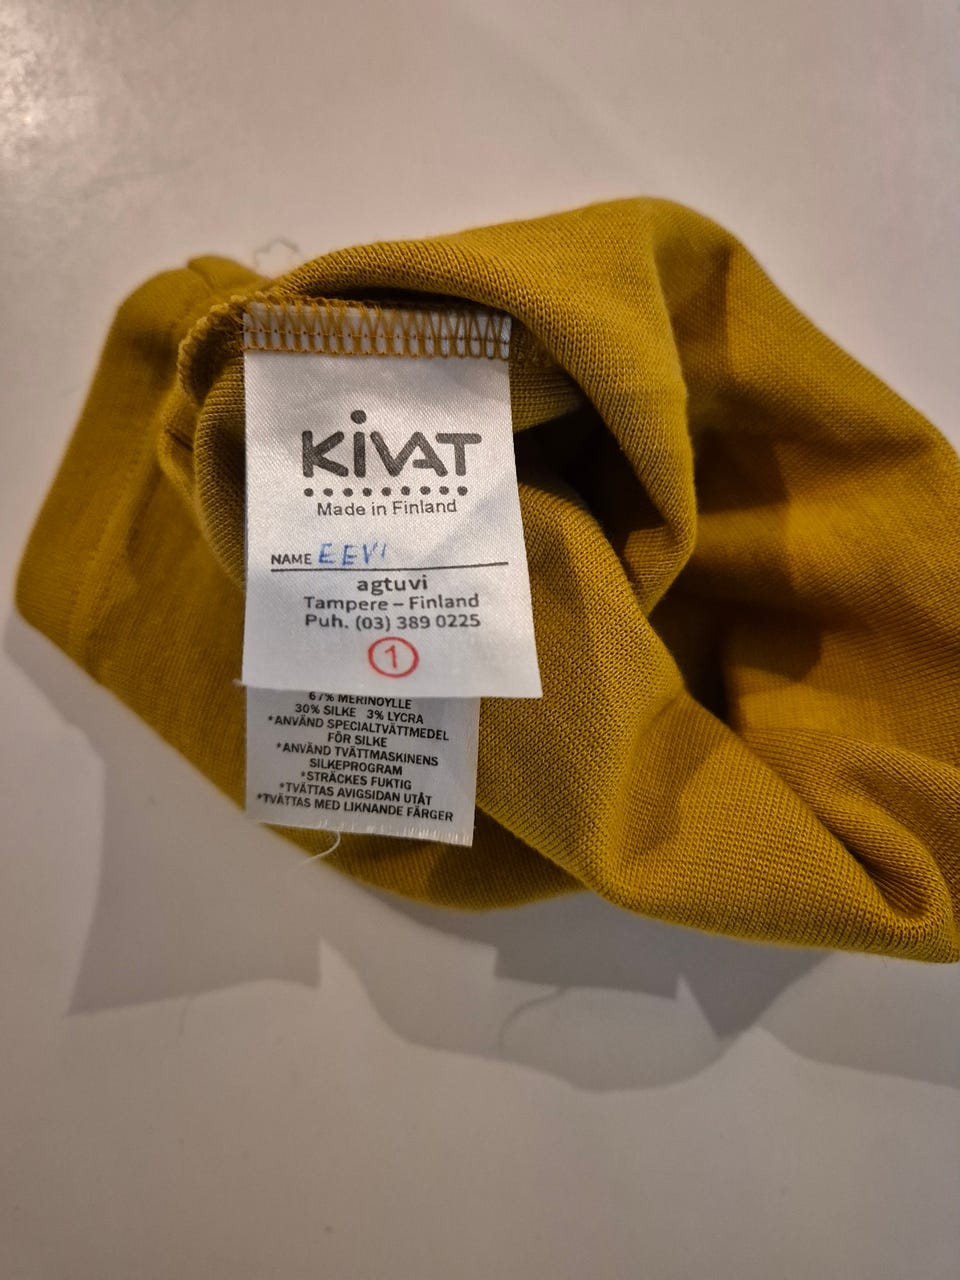 KiVAT
Made in Finland
NAME EEVI
agtuvi
Tampere – Finland
Puh. (03) 389 0225
1
67% MERINOYLLE
30% SILKE 3% LYCRA
*ANVÄND SPECIALTVÄTTMEDEL
FÖR SILKE
*ANVÄND TVÄTTMASKINENS
SILKEPROGRAM
*STRÄCKES FUKTIG
*TVÄTTAS AVIGSIDAN UTÅT
*TVÄTTAS MED LIKNANDE FÄRGER